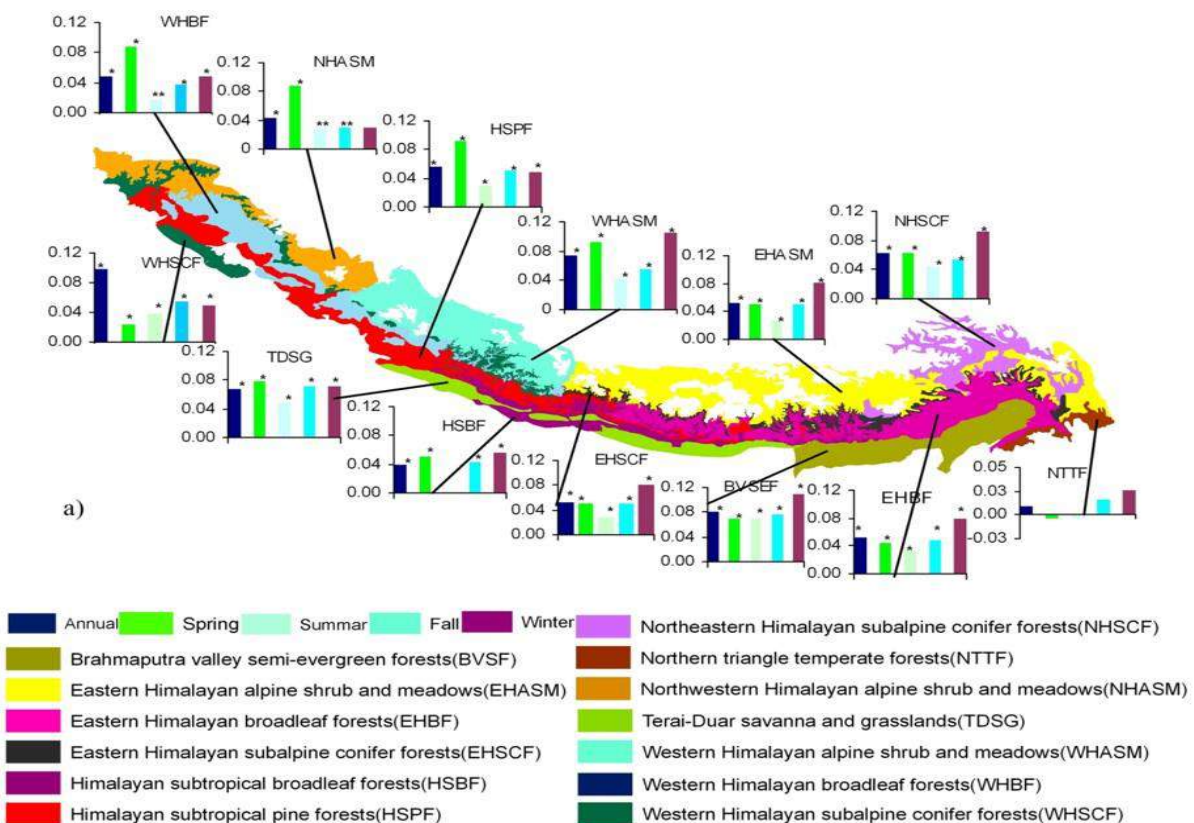 WHBF
0.12
0.08
0.04
0.00
* * ** * *
NHASM
0.12
0.08
0.04
0
* * ** **
HSPF
0.12
0.08
0.04
0.00
* * * * *
WHASM
0.12
0.08
0.04
0
* * * * *
NHSCF
0.12
0.08
0.04
0.00
* * * * *
EHASM
0.12
0.08
0.04
0.00
* * * * *
WHSCF
0.12
0.08
0.04
0.00
* * * * *
TDSG
0.12
0.08
0.04
0.00
* * * * *
HSBF
0.12
0.08
0.04
0.00
* * * *
EHSCF
0.12
0.08
0.04
0.00
* * * * *
BVSEF
0.12
0.08
0.04
0.00
* * * * *
EHBF
0.12
0.08
0.04
0.00
* * * * *
NTTF
0.05
0.03
0.00
-0.03
a)
Annual Spring Summar Fall Winter
Brahmaputra valley semi-evergreen forests(BVSF)
Eastern Himalayan alpine shrub and meadows(EHASM)
Eastern Himalayan broadleaf forests(EHBF)
Eastern Himalayan subalpine conifer forests(EHSCF)
Himalayan subtropical broadleaf forests(HSBF)
Himalayan subtropical pine forests(HSPF)
Northeastern Himalayan subalpine conifer forests(NHSCF)
Northern triangle temperate forests(NTTF)
Northwestern Himalayan alpine shrub and meadows(NHASM)
Terai-Duar savanna and grasslands(TDSG)
Western Himalayan alpine shrub and meadows(WHASM)
Western Himalayan broadleaf forests(WHBF)
Western Himalayan subalpine conifer forests(WHSCF)